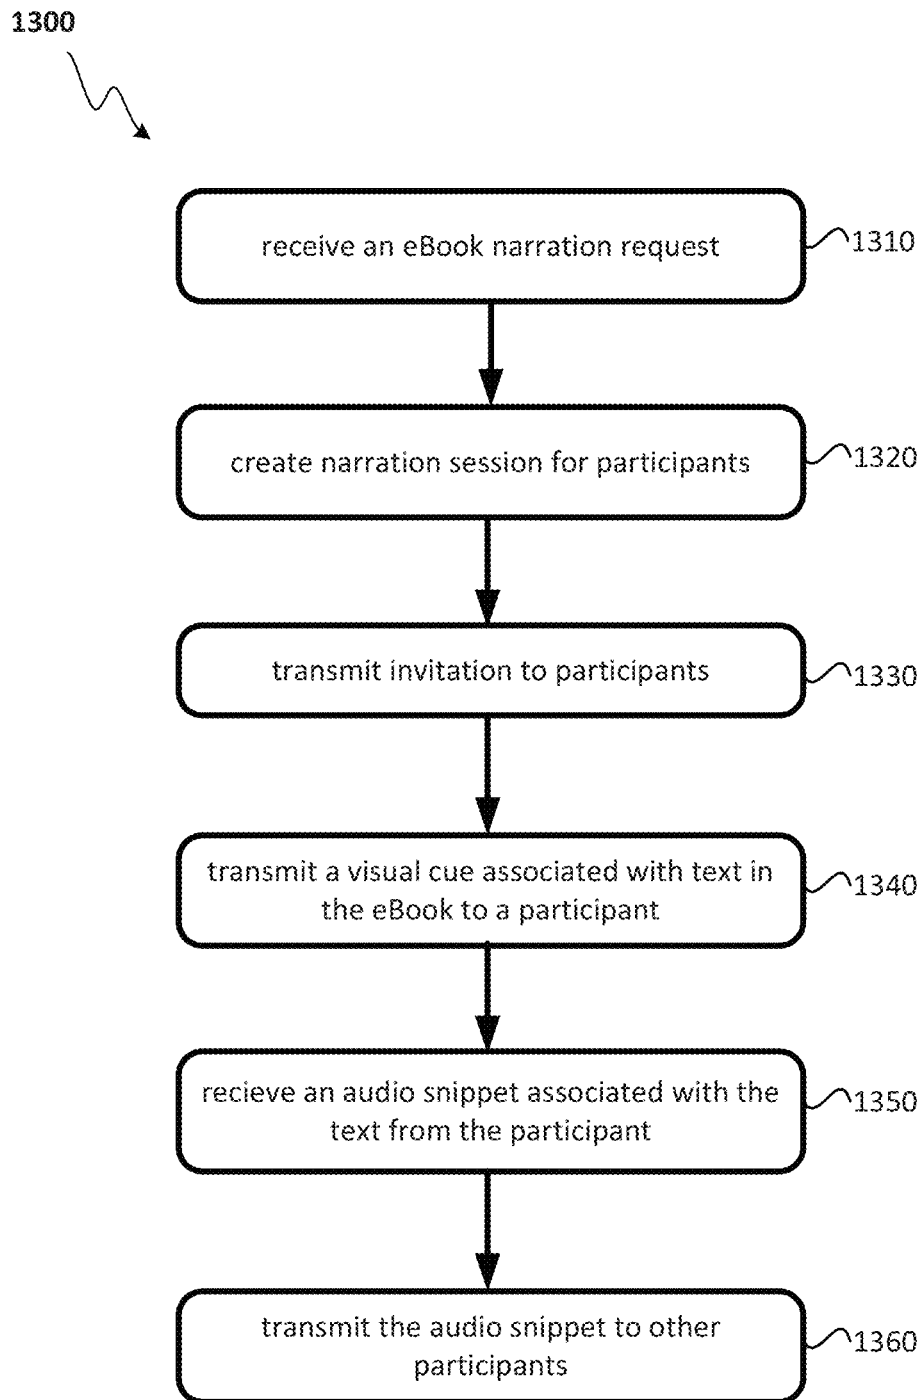 1300
receive an eBook narration request
1310
create narration session for participants
1320
transmit invitation to participants
1330
transmit a visual cue associated with text in
the eBook to a participant
1340
recieve an audio snippet associated with the
text from the participant
1350
transmit the audio snippet to other
participants
1360